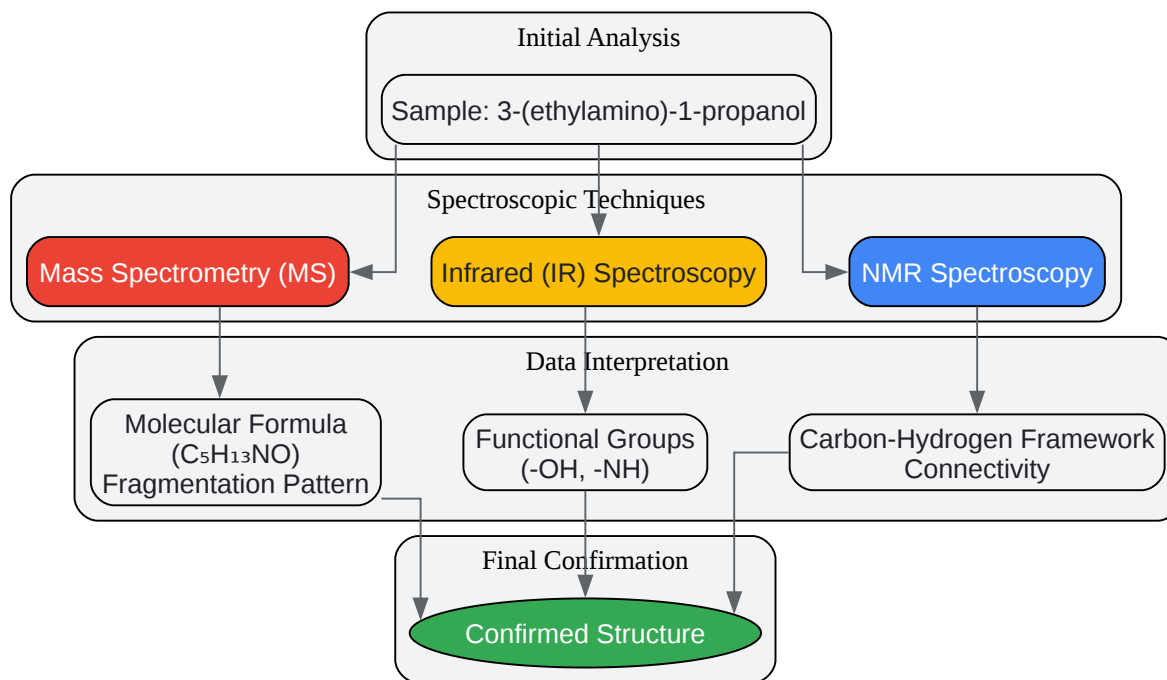 Initial Analysis
Sample: 3-(ethylamino)-1-propanol
Spectroscopic Techniques
Mass Spectrometry (MS)
Infrared (IR) Spectroscopy
NMR Spectroscopy
Data Interpretation
Molecular Formula
(C₅H₁₃NO)
Fragmentation Pattern
Functional Groups
(-OH, -NH)
Carbon-Hydrogen Framework
Connectivity
Final Confirmation
Confirmed Structure